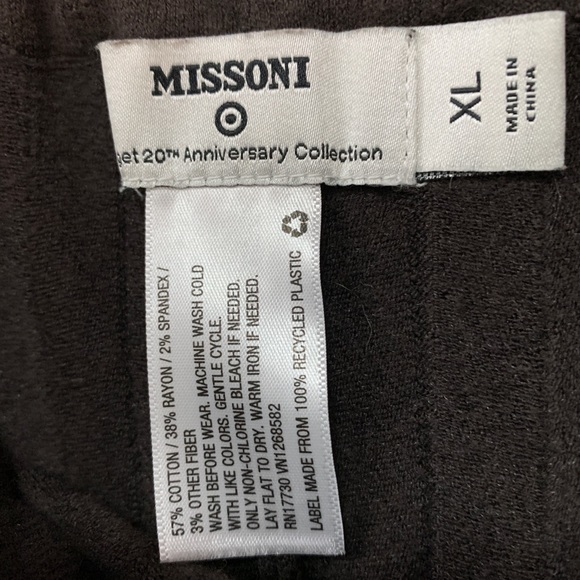 MISSONI
et 20TM Anniversary Collection
XL
MADE IN
CHINA
57% COTTON / 38% RAYON / 2% SPANDEX /
3% OTHER FIBER
WASH BEFORE WEAR. MACHINE WASH COLD
WITH LIKE COLORS. GENTLE CYCLE.
ONLY NON-CHLORINE BLEACH IF NEEDED.
LAY FLAT TO DRY. WARM IRON IF NEEDED.
RN17730 VN1268582
LABEL MADE FROM 100% RECYCLED PLASTIC